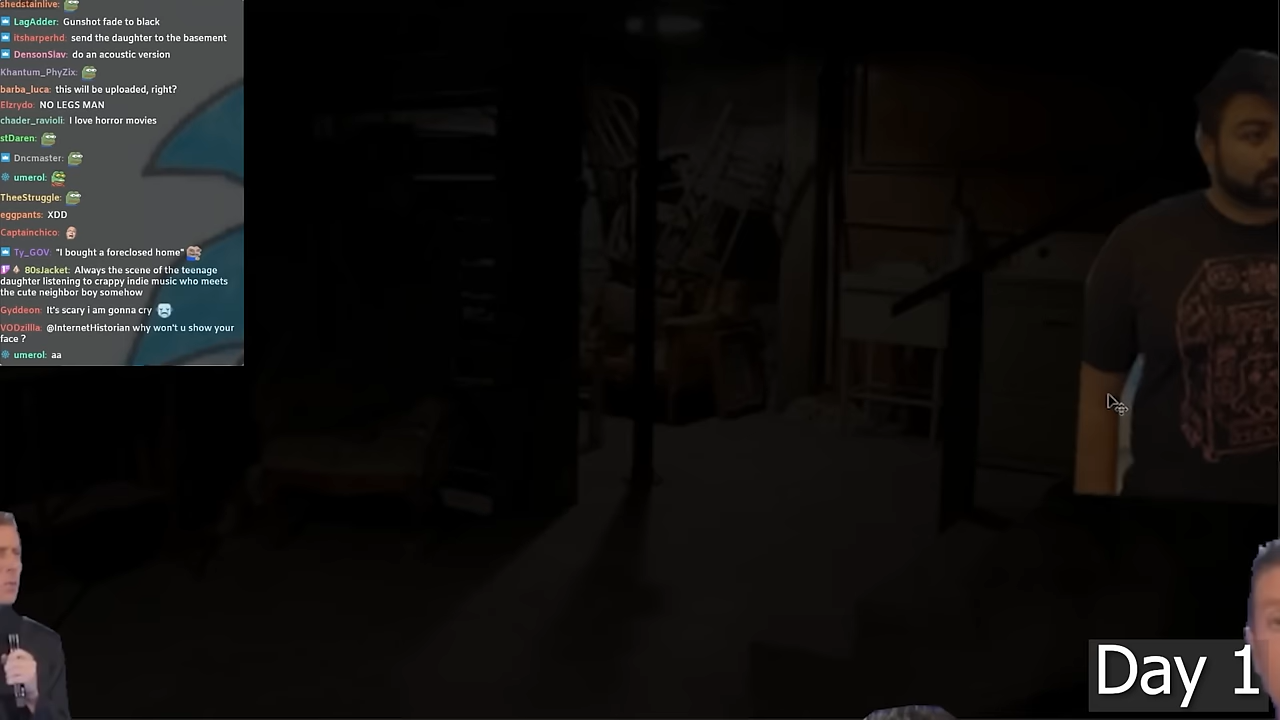 shedstainlive:
LagAdder: Gunshot fade to black
itsharperhd: send the daughter to the basement
DensonSlav: do an acoustic version
Khantum_PhyZix:
barba_luca: this will be uploaded, right?
Elzrydo: NO LEGS MAN
chader_ravioli: I love horror movies
stDaren:
Dncmaster:
umerol:
TheeStruggle:
eggpants: XDD
Captainchico:
Ty_GOV: "I bought a foreclosed home"
80sJacket: Always the scene of the teenage
daughter listening to crappy indie music who meets
the cute neighbor boy somehow
Gyddeon: It's scary i am gonna cry
VODzillla: @InternetHistorian why won't u show your
face ?
umerol: aa
Day 1